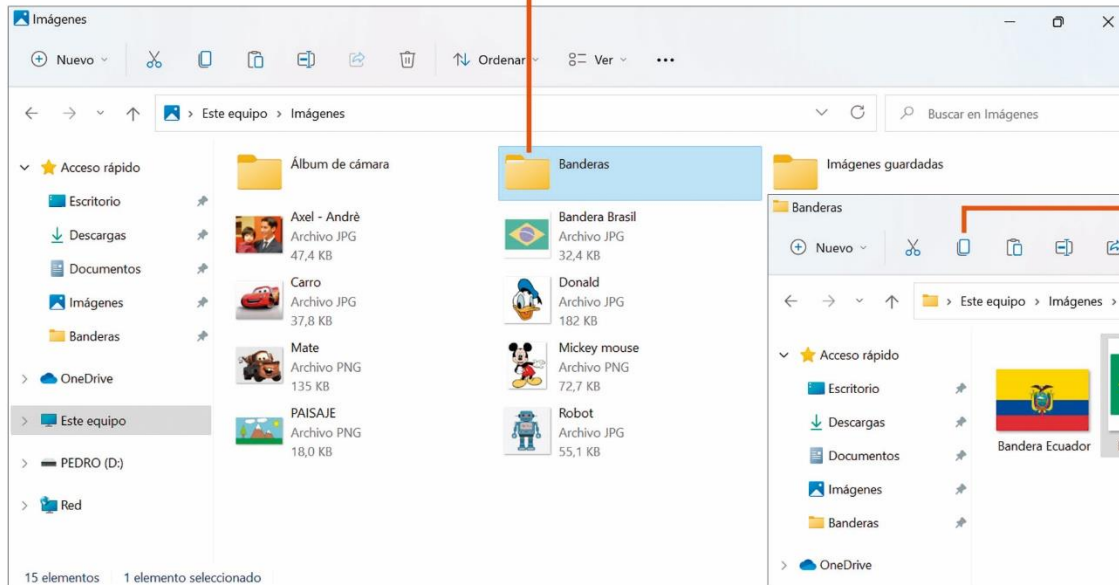 Imágenes
Nuevo
Ordenar
Ver
Este equipo > Imágenes
Buscar en Imágenes
Acceso rápido
Escritorio
Descargas
Documentos
Imágenes
Banderas
OneDrive
Este equipo
PEDRO (D:)
Red
Álbum de cámara
Banderas
Imágenes guardadas
Axel - Andrè
Archivo JPG
47,4 KB
Bandera Brasil
Archivo JPG
32,4 KB
Carro
Archivo JPG
37,8 KB
Donald
Archivo JPG
182 KB
Mate
Archivo PNG
135 KB
Mickey mouse
Archivo PNG
72,7 KB
PAISAJE
Archivo PNG
18,0 KB
Robot
Archivo JPG
55,1 KB
15 elementos 1 elemento seleccionado
Banderas
Nuevo
Este equipo > Imágenes >
Acceso rápido
Escritorio
Descargas
Documentos
Imágenes
Banderas
OneDrive
Bandera Ecuador